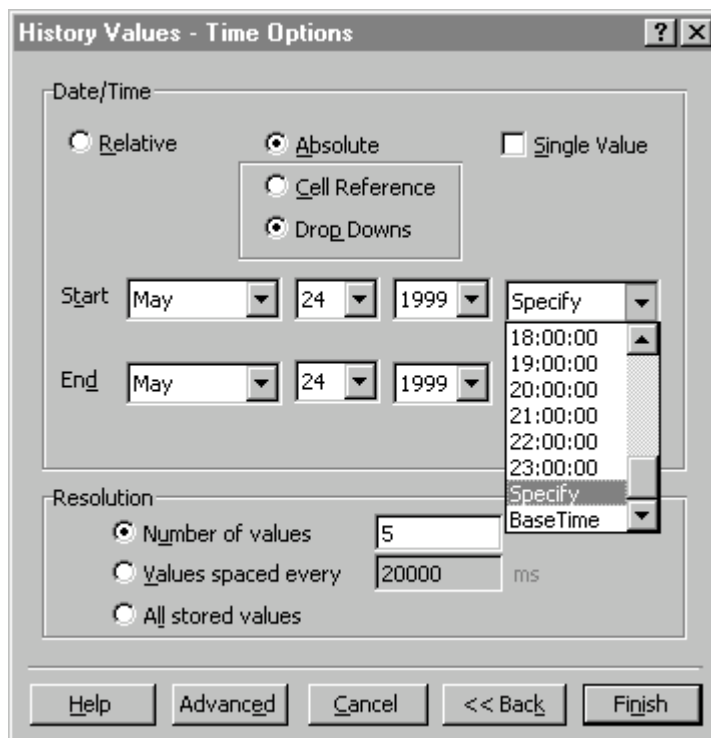 History Values - Time Options
Date/Time
Relative Absolute Single Value
Cell Reference
Drop Downs
Start May 24 1999 Specify
18:00:00
19:00:00
20:00:00
End May 24 1999
21:00:00
22:00:00
23:00:00
Specify
BaseTime
Resolution
Number of values 5
Values spaced every 20000 ms
All stored values
Help Advanced Cancel << Back Finish